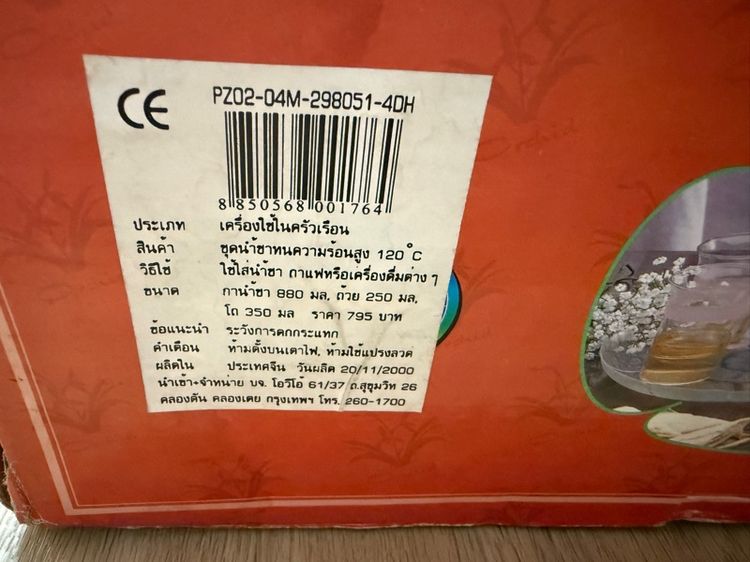 CE
PZ02-04M-298051-4DH
8 850568 001764
ประเภท เครื่องใช้ในครัวเรือน
สินค้า ชุดน้ำชาทนความร้อนสูง 120°C
วิธีใช้ ใช้ใส่น้ำชา กาแฟหรือเครื่องดื่มต่าง ๆ
ขนาด กาน้ำชา 880 มล, ถ้วย 250 มล,
โถ 350 มล ราคา 795 บาท
ข้อแนะนำ ระวังการตกกระแทก
คำเตือน ห้ามตั้งบนเตาไฟ, ห้ามใช้แปรงลวด
ผลิตใน ประเทศจีน วันผลิต 20/11/2000
นำเข้า+จำหน่าย บจ. โอวีโอ้ 61/37 ถ.สุขุมวิท 26
คลองตัน คลองเตย กรุงเทพฯ โทร. 260-1700
Orchid